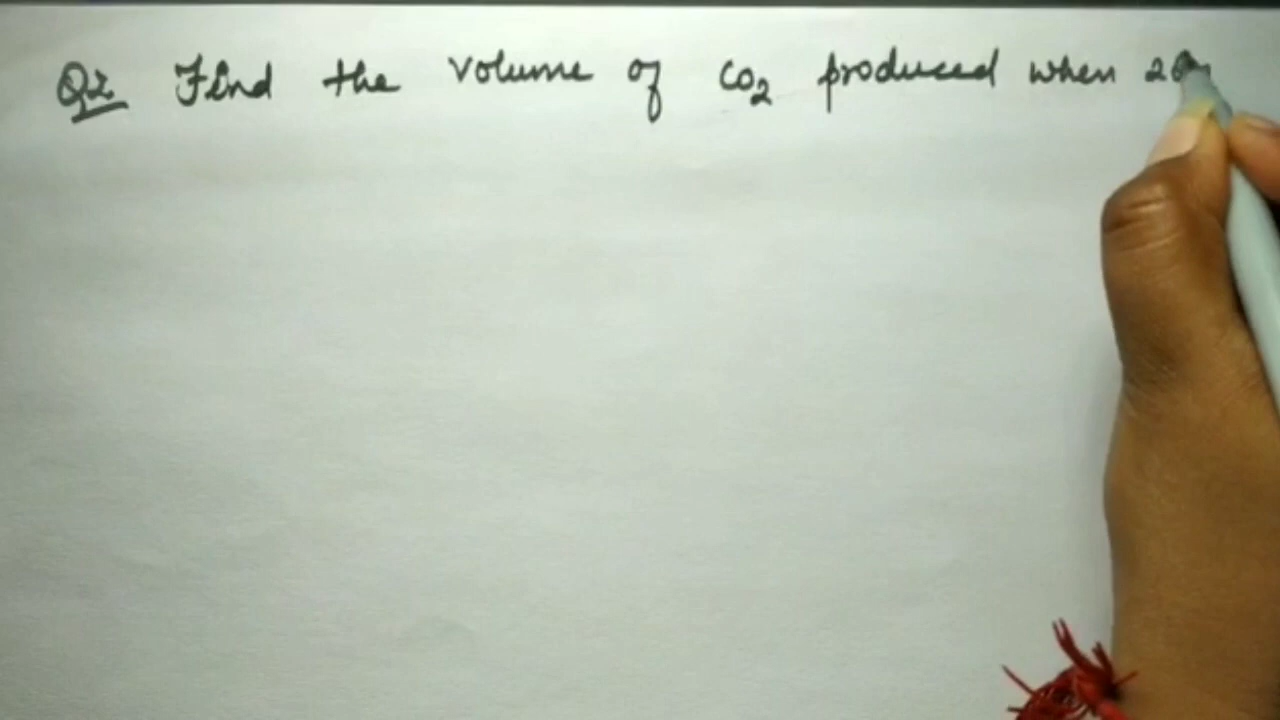 Q2 Find the volume of CO2 produced when